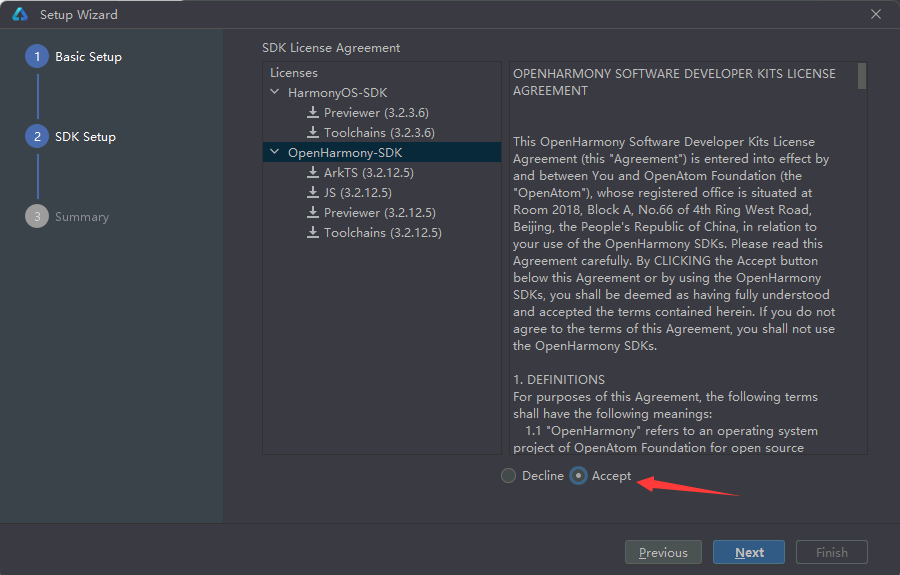 Setup Wizard
1 Basic Setup
2 SDK Setup
3 Summary
SDK License Agreement
Licenses
HarmonyOS-SDK
Previewer (3.2.3.6)
Toolchains (3.2.3.6)
OpenHarmony-SDK
ArkTS (3.2.12.5)
JS (3.2.12.5)
Previewer (3.2.12.5)
Toolchains (3.2.12.5)
OPENHARMONY SOFTWARE DEVELOPER KITS LICENSE
AGREEMENT
This OpenHarmony Software Developer Kits License
Agreement (this "Agreement") is entered into effect by
and between You and OpenAtom Foundation (the
"OpenAtom"), whose registered office is situated at
Room 2018, Block A, No.66 of 4th Ring West Road,
Beijing, the People's Republic of China, in relation to
your use of the OpenHarmony SDKs. Please read this
Agreement carefully. By CLICKING the Accept button
below this Agreement or by using the OpenHarmony
SDKs, you shall be deemed as having fully understood
and accepted the terms contained herein. If you do not
agree to the terms of this Agreement, you shall not use
the OpenHarmony SDKs.
1. DEFINITIONS
For purposes of this Agreement, the following terms
shall have the following meanings:
1.1 "OpenHarmony" refers to an operating system
project of OpenAtom Foundation for open source
Decline Accept
Previous Next Finish